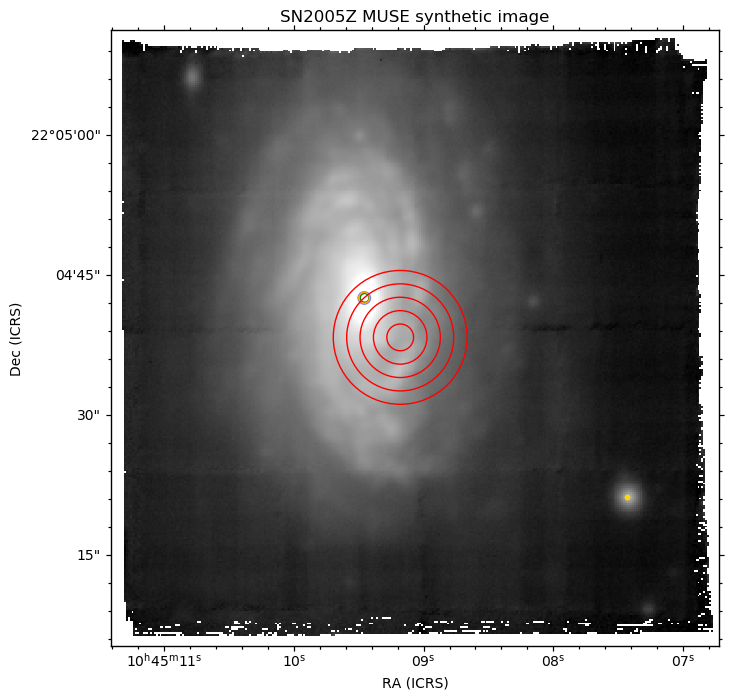 SN2005Z MUSE synthetic image
22°05'00"
04'45"
30"
15"
Dec (ICRS)
10ʰ45ᵐ11ˢ
10ˢ
09ˢ
08ˢ
07ˢ
RA (ICRS)